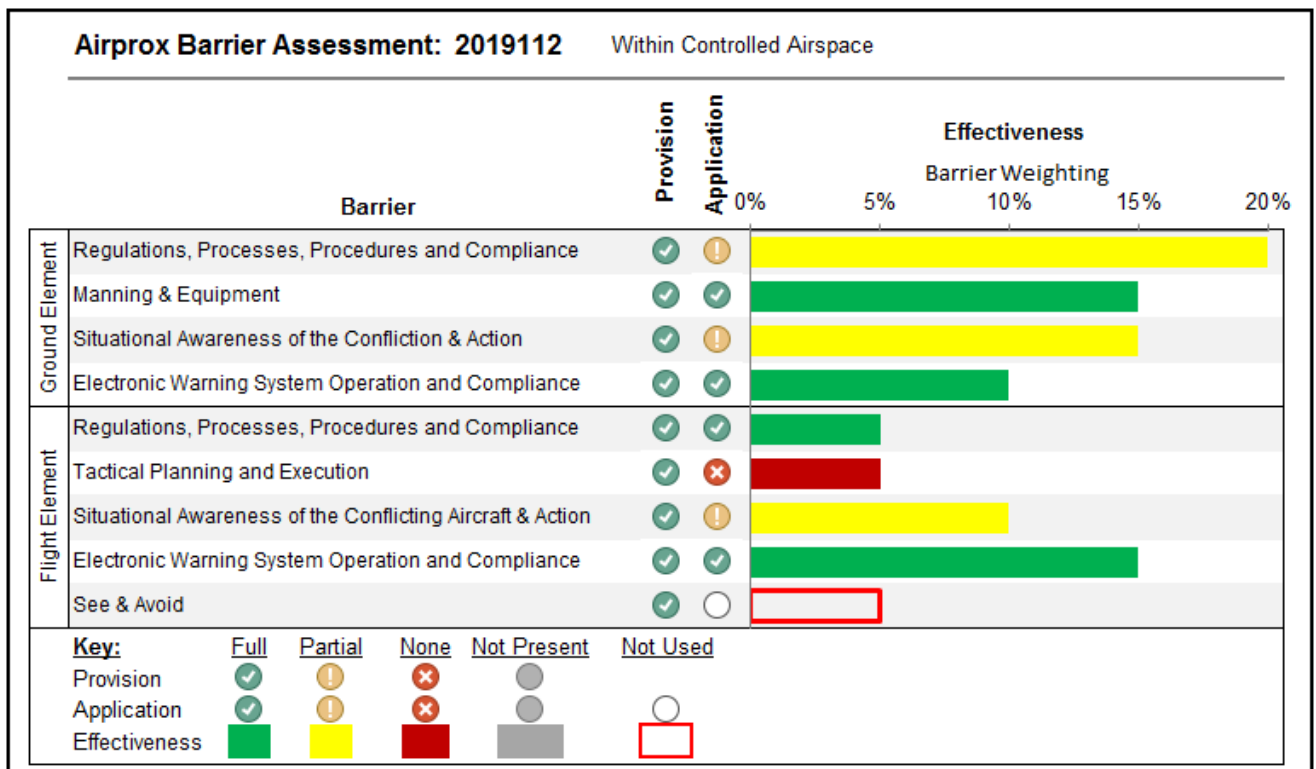 Airprox Barrier Assessment: 2019112 Within Controlled Airspace
Provision
Application
Effectiveness
Barrier Weighting
Barrier
0% 5% 10% 15% 20%
Ground Element
Regulations, Processes, Procedures and Compliance
Manning & Equipment
Situational Awareness of the Confliction & Action
Electronic Warning System Operation and Compliance
Flight Element
Regulations, Processes, Procedures and Compliance
Tactical Planning and Execution
Situational Awareness of the Conflicting Aircraft & Action
Electronic Warning System Operation and Compliance
See & Avoid
Key: Full Partial None Not Present Not Used
Provision
Application
Effectiveness